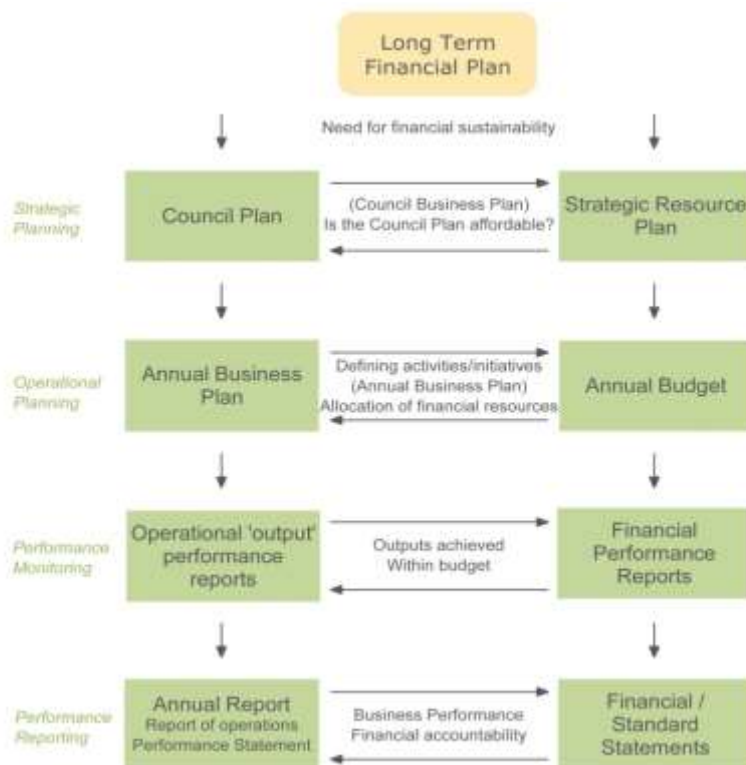 Long Term
Financial Plan
Need for financial sustainability
Strategic
Planning
Council Plan
(Council Business Plan)
Is the Council Plan affordable?
Strategic Resource
Plan
Operational
Planning
Annual Business
Plan
Defining activities/initiatives
(Annual Business Plan)
Allocation of financial resources
Annual Budget
Performance
Monitoring
Operational 'output'
performance
reports
Outputs achieved
Within budget
Financial
Performance
Reports
Performance
Reporting
Annual Report
Report of operations
Performance Statement
Business Performance
Financial accountability
Financial /
Standard
Statements